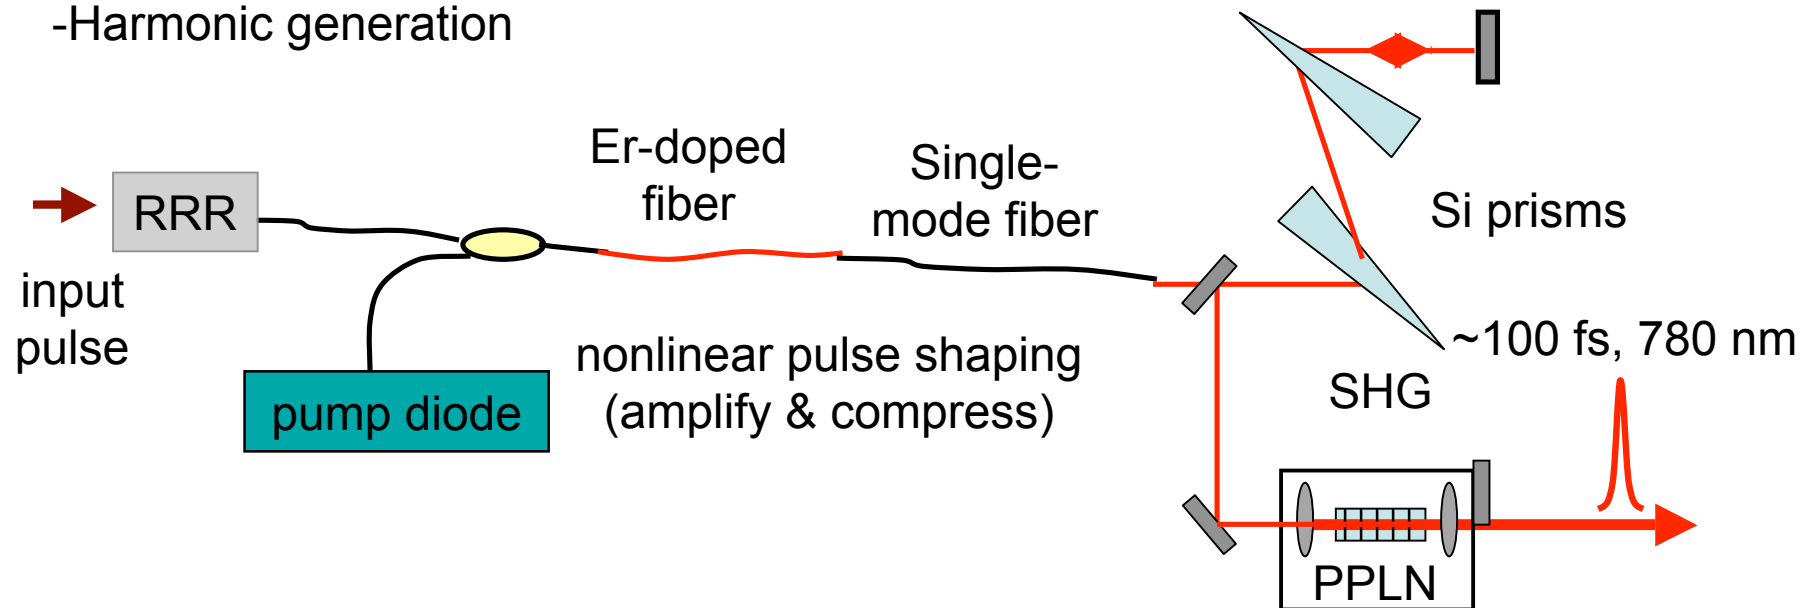 -Harmonic generation
Er-doped
fiber
Single-
mode fiber
RRR
Si prisms
input
pulse
~100 fs, 780 nm
nonlinear pulse shaping
(amplify & compress)
SHG
pump diode
PPLN